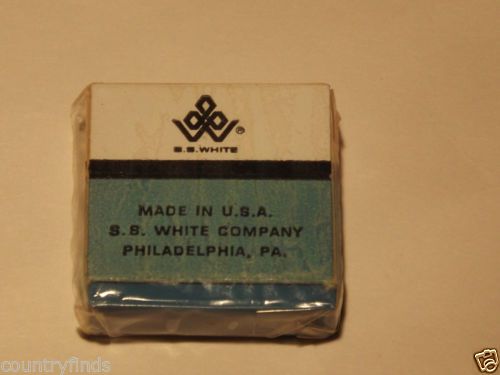 ®
S.S.WHITE
MADE IN U.S.A.
S.S. WHITE COMPANY
PHILADELPHIA, PA.
countryfinds